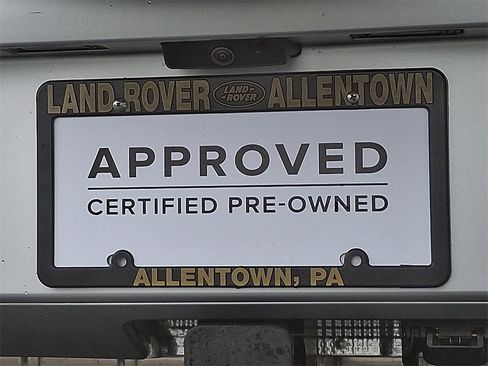 LAND ROVER LAND ROVER ALLENTOWN
APPROVED
CERTIFIED PRE-OWNED
ALLENTOWN, PA